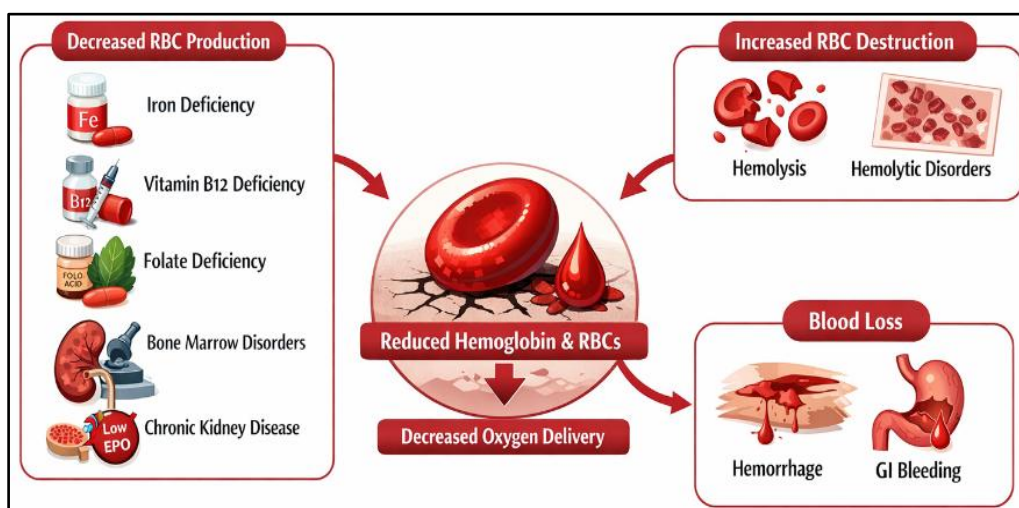 Decreased RBC Production
Fe
Iron Deficiency
B12
Vitamin B12 Deficiency
FOLO
ACID
Folate Deficiency
Bone Marrow Disorders
Low
EPO
Chronic Kidney Disease
Reduced Hemoglobin & RBCs
Decreased Oxygen Delivery
Increased RBC Destruction
Hemolysis
Hemolytic Disorders
Blood Loss
Hemorrhage
GI Bleeding